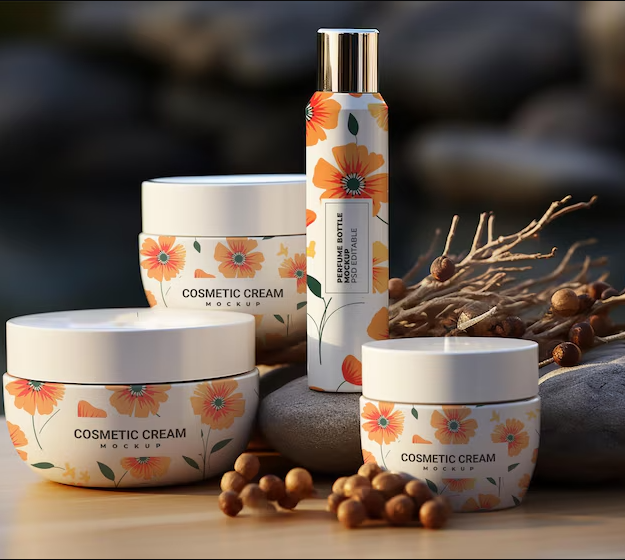 COSMETIC CREAM
MOCKUP
PERFUME BOTTLE
MOCKUP
PSD EDITABLE
COSMETIC CREAM
MOCKUP
COSMETIC CREAM
MOCKUP